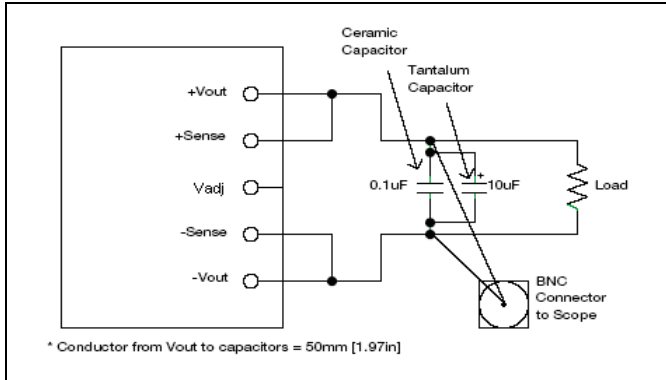 Ceramic
Capacitor
Tantalum
Capacitor
+Vout
+Sense
Vadj
-Sense
-Vout
0.1uF
+
10uF
Load
BNC
Connector
to Scope
* Conductor from Vout to capacitors = 50mm [1.97in]